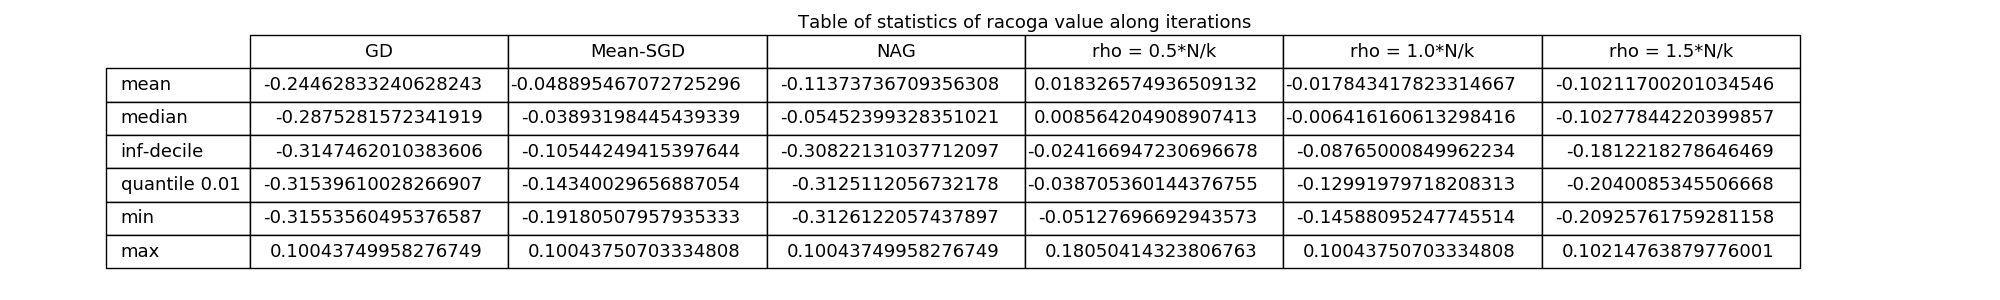 Table of statistics of racoga value along iterations
GD Mean-SGD NAG rho = 0.5*N/k rho = 1.0*N/k rho = 1.5*N/k
mean -0.24462833240628243 -0.048895467072725296 -0.11373736709356308 0.018326574936509132 -0.017843417823314667 -0.10211700201034546
median -0.2875281572341919 -0.03893198445439339 -0.05452399328351021 0.008564204908907413 -0.006416160613298416 -0.10277844220399857
inf-decile -0.3147462010383606 -0.10544249415397644 -0.30822131037712097 -0.024166947230696678 -0.08765000849962234 -0.1812218278646469
quantile 0.01 -0.31539610028266907 -0.14340029656887054 -0.3125112056732178 -0.038705360144376755 -0.12991979718208313 -0.2040085345506668
min -0.31553560495376587 -0.19180507957935333 -0.3126122057437897 -0.05127696692943573 -0.14588095247745514 -0.20925761759281158
max 0.10043749958276749 0.10043750703334808 0.10043749958276749 0.18050414323806763 0.10043750703334808 0.10214763879776001